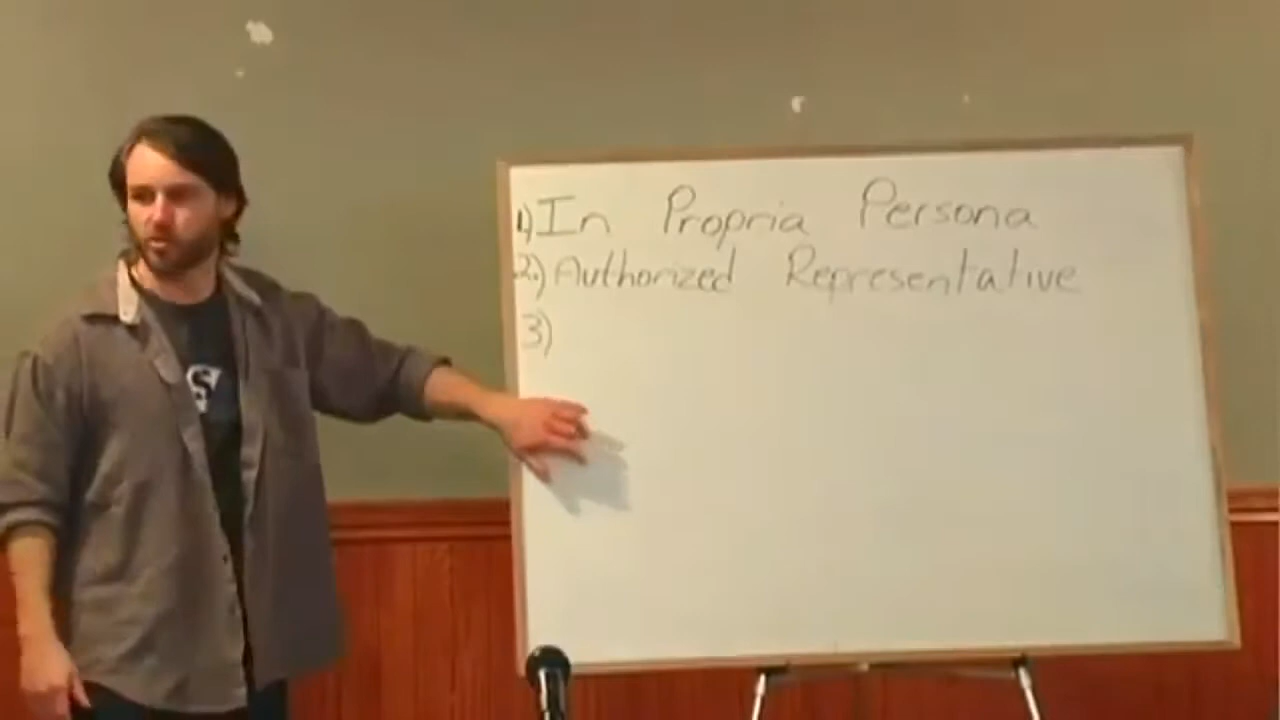 1) In Propria Persona
2.) Authorized Representative
3)
S